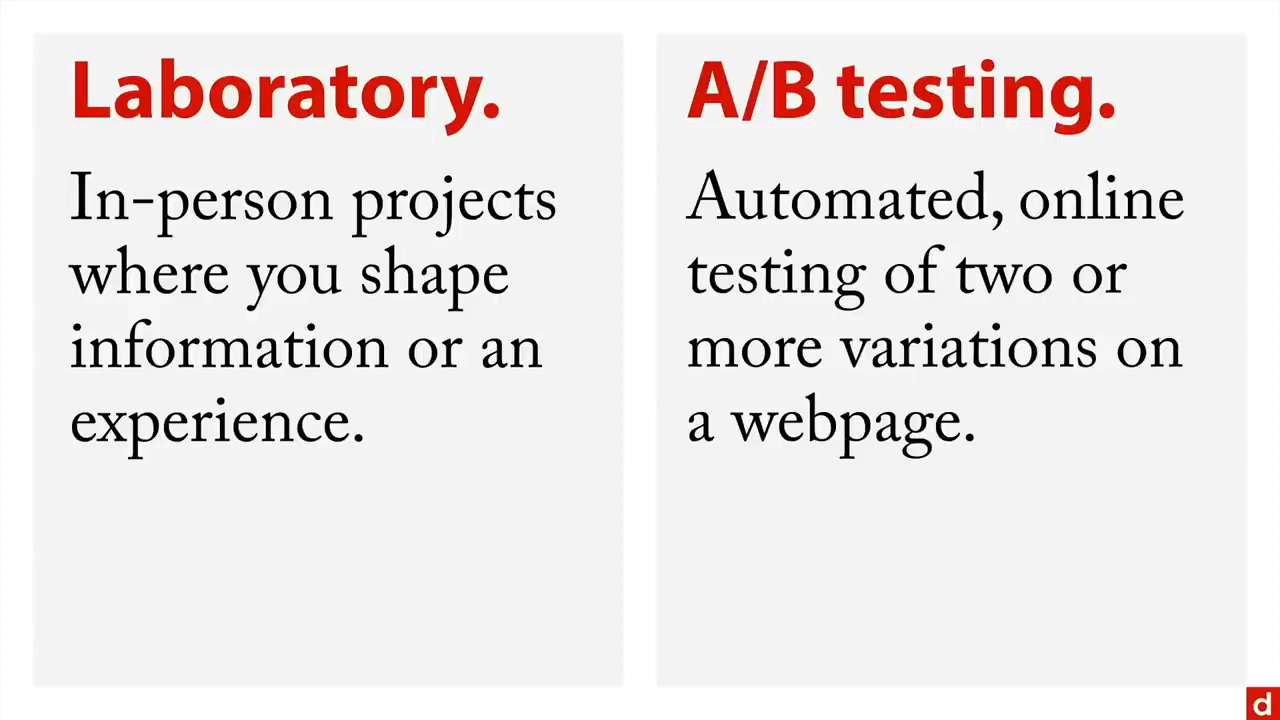 Laboratory.
In-person projects
where you shape
information or an
experience.
A/B testing.
Automated, online
testing of two or
more variations on
a webpage.
d